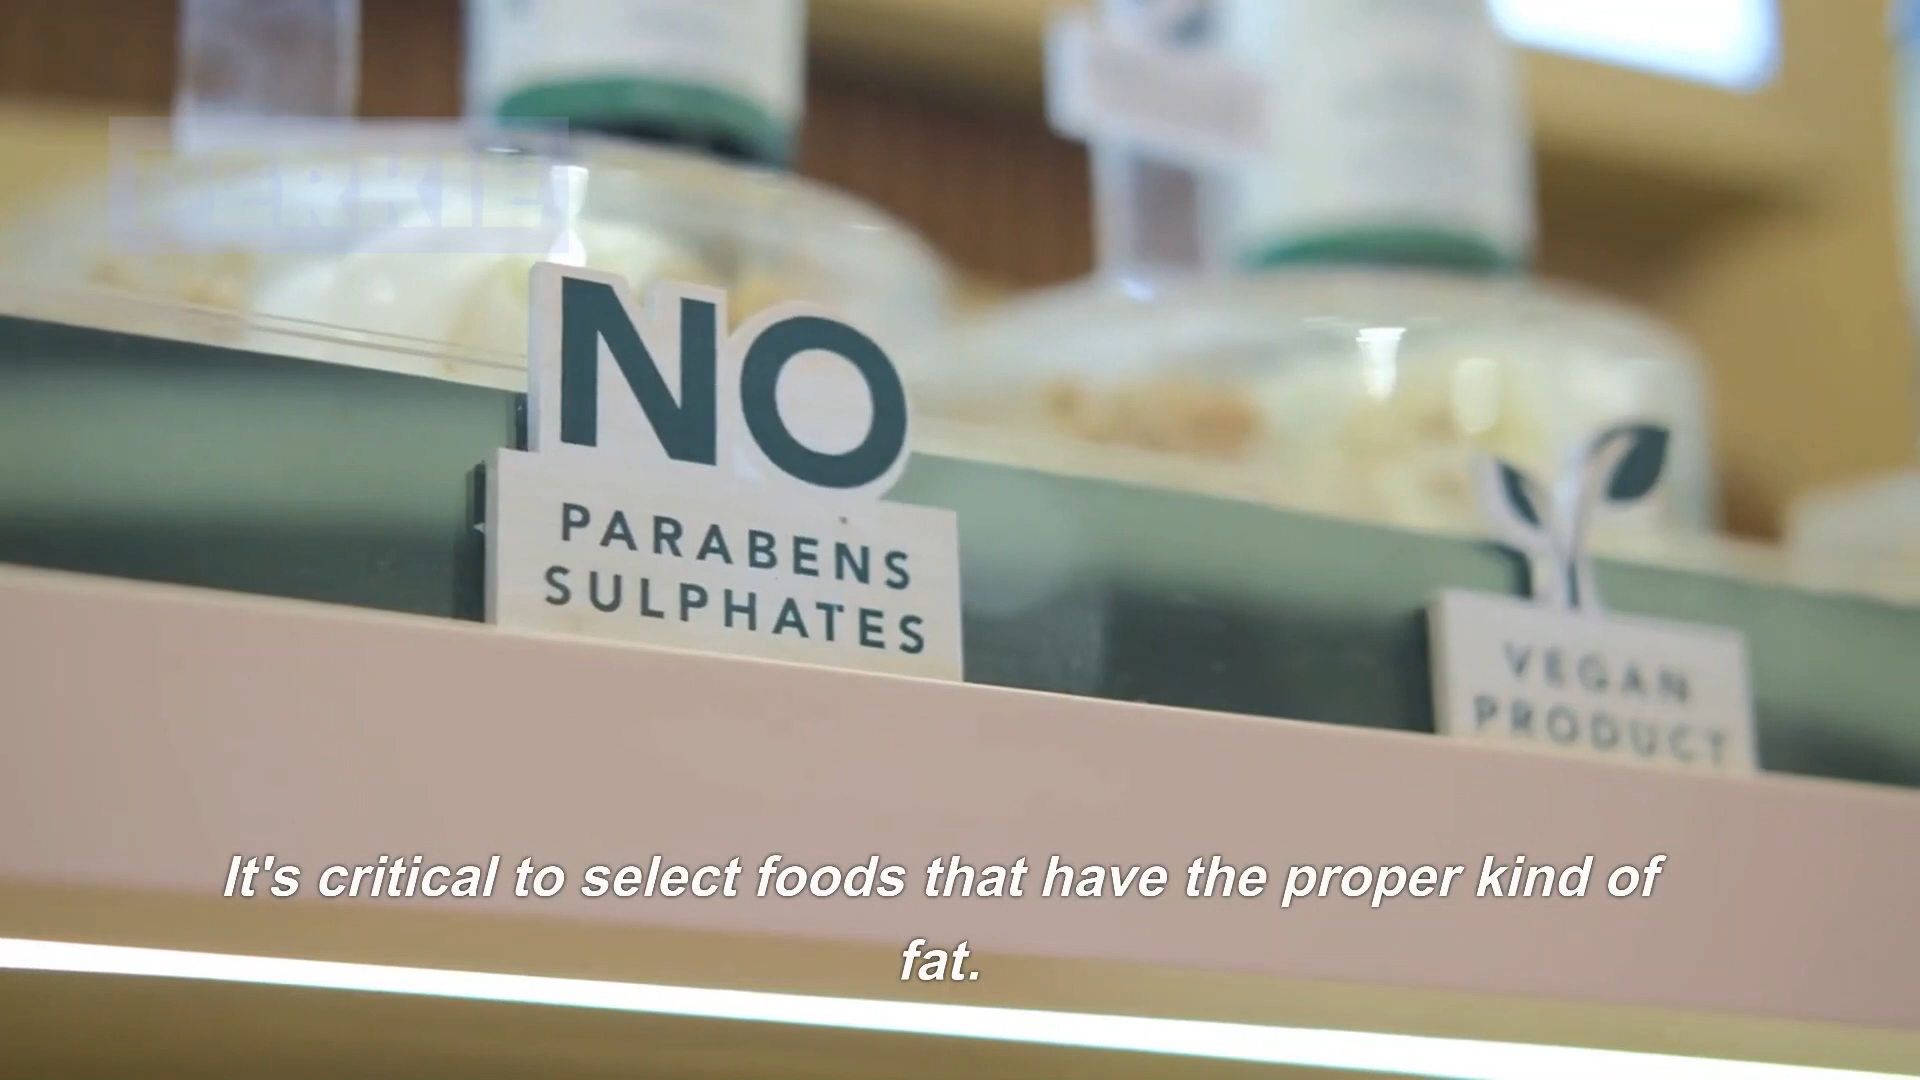 NO
PARABENS
SULPHATES
VEGAN
PRODUCT
It's critical to select foods that have the proper kind of
fat.